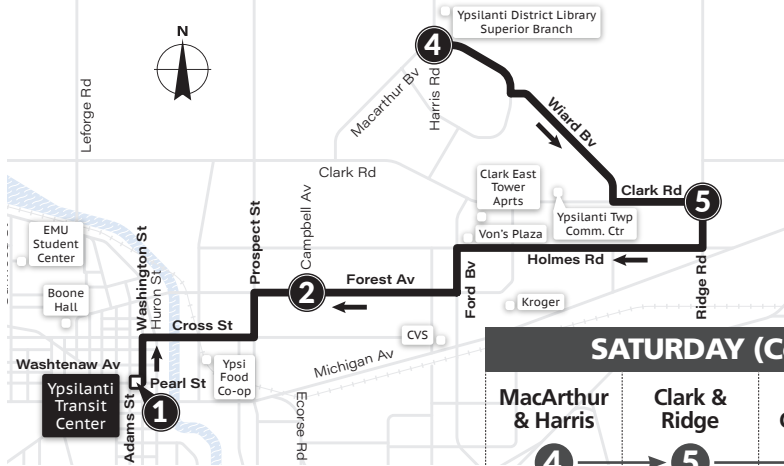 Ypsilanti District Library
Superior Branch
N
4
Leforge Rd
Macarthur Bv
Harris Rd
Wiard Bv
Clark Rd
Clark East
Tower
Aprts
Clark Rd
5
Ypsilanti Twp
Comm. Ctr
EMU
Student
Center
Washington St
Huron St
Prospect St
Campbell Av
Von's Plaza
Holmes Rd
Ridge Rd
Boone
Hall
2
Forest Av
Ford Bv
Kroger
Cross St
CVS
Michigan Av
Washtenaw Av
Ypsi
Food
Co-op
Pearl St
Ypsilanti
Transit
Center
Adams St
1
Ecorse Rd
SATURDAY (C
MacArthur
& Harris
Clark &
Ridge
4
5